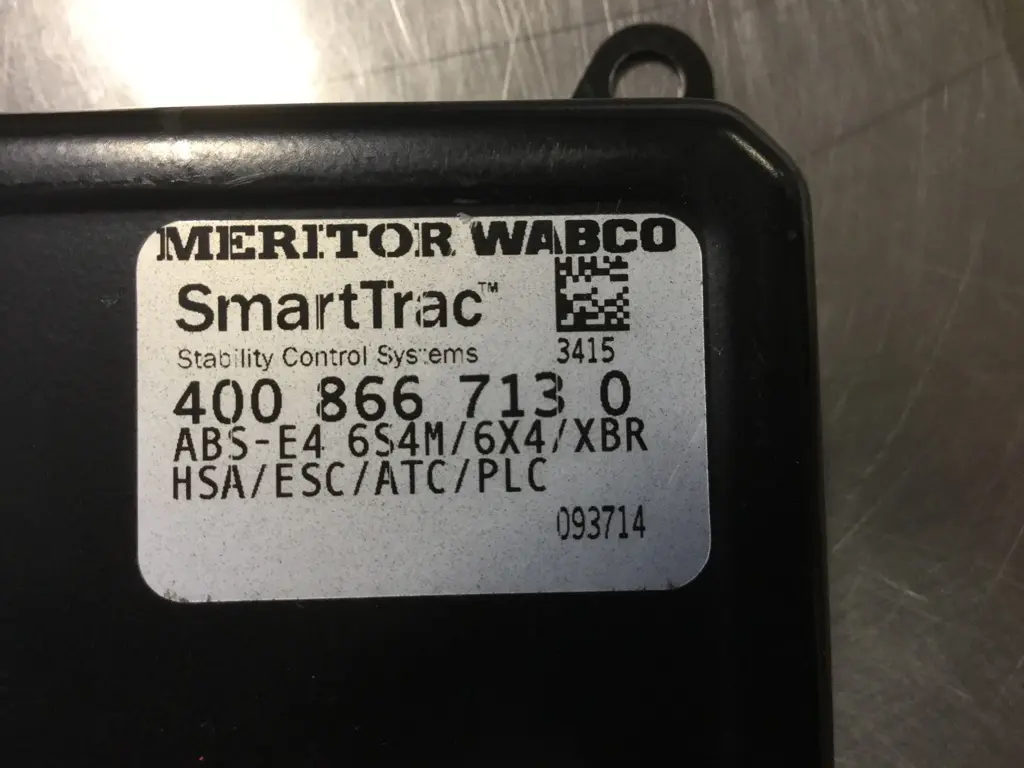 MERITOR WABCO
SmartTrac™
Stability Control Systems
3415
400 866 713 0
ABS-E4 6S4M/6X4/XBR
HSA/ESC/ATC/PLC
093714